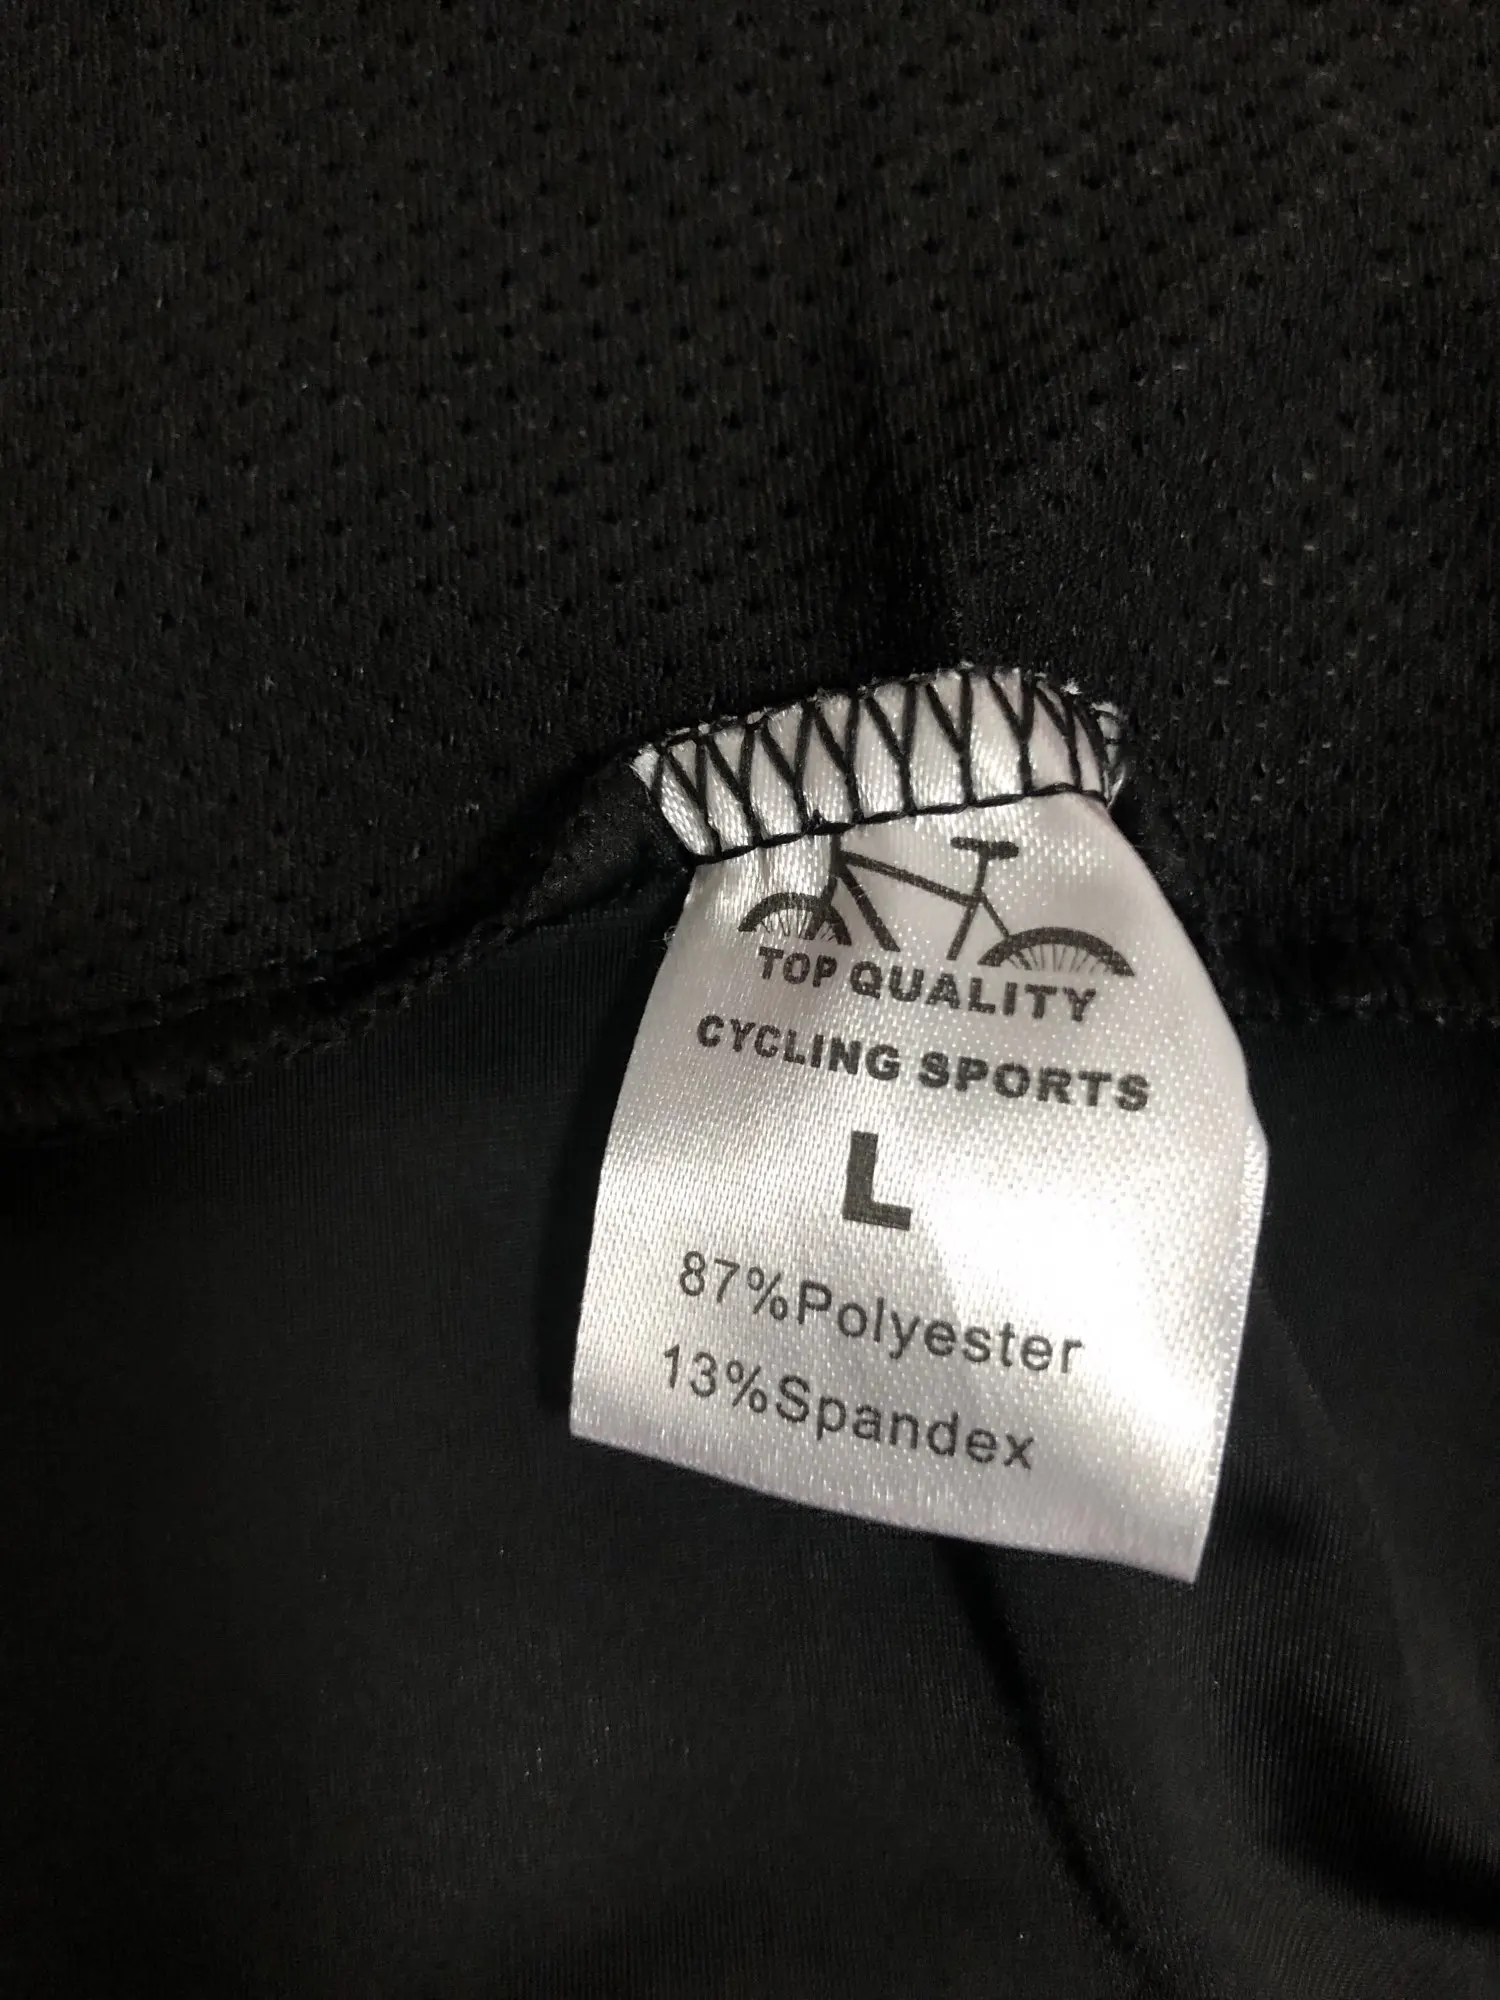 TOP QUALITY
CYCLING SPORTS
L
87%Polyester
13%Spandex